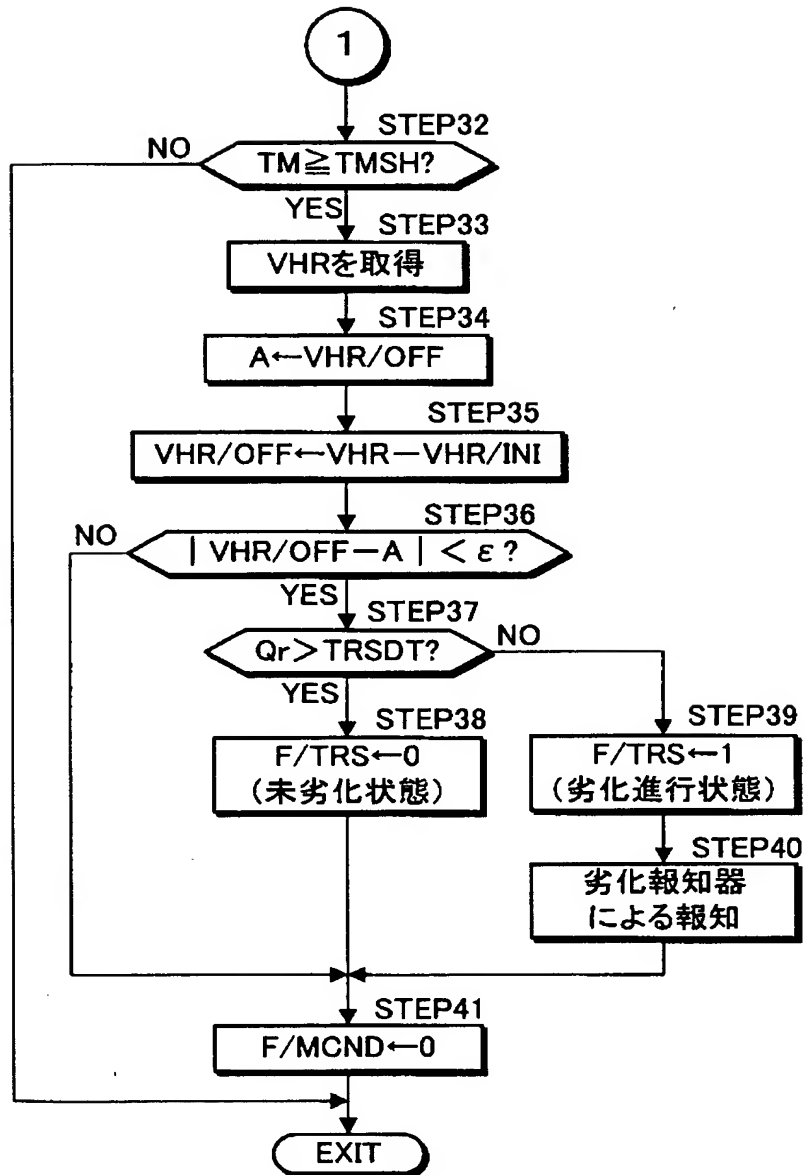 1
STEP32
NO
TM≧TMSH?
YES
STEP33
VHRを取得
STEP34
A←VHR/OFF
STEP35
VHR/OFF←VHR−VHR/INI
STEP36
NO
| VHR/OFF−A | < ε ?
YES
STEP37
Qr>TRSDT?
NO
YES
STEP38
F/TRS←0
(未劣化状態)
STEP39
F/TRS←1
(劣化進行状態)
STEP40
劣化報知器
による報知
STEP41
F/MCND←0
EXIT